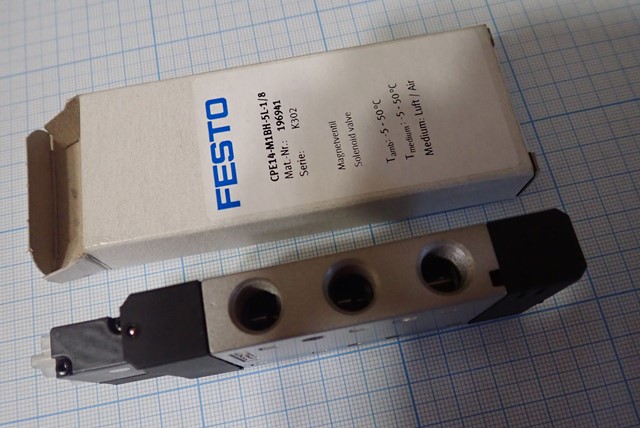 FESTO
CPE14-M1BH-5L-1/8
Mat.-Nr.: 196941
Serie: K302
Magnetventil
Solenoid valve
Tamb: -5 - 50 °C
Tmedium: -5 - 50 °C
Medium: Luft / Air